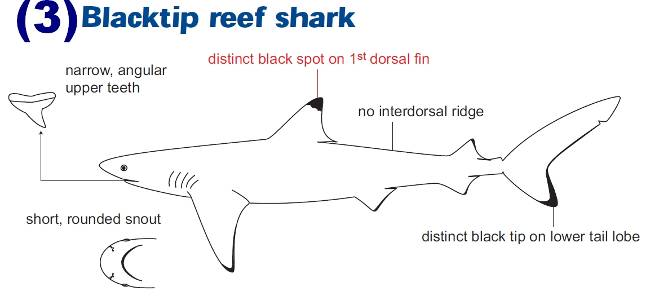 (3) Blacktip reef shark
distinct black spot on 1st dorsal fin
narrow, angular
upper teeth
no interdorsal ridge
short, rounded snout
distinct black tip on lower tail lobe